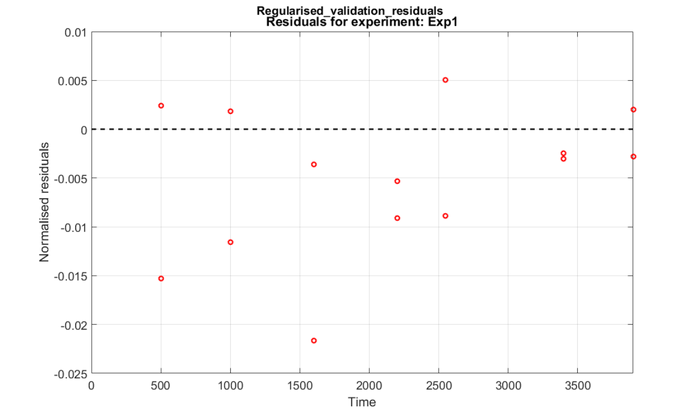 Regularised_validation_residuals
Residuals for experiment: Exp1
0.01
0.005
0
-0.005
-0.01
-0.015
-0.02
-0.025
Normalised residuals
0 500 1000 1500 2000 2500 3000 3500
Time